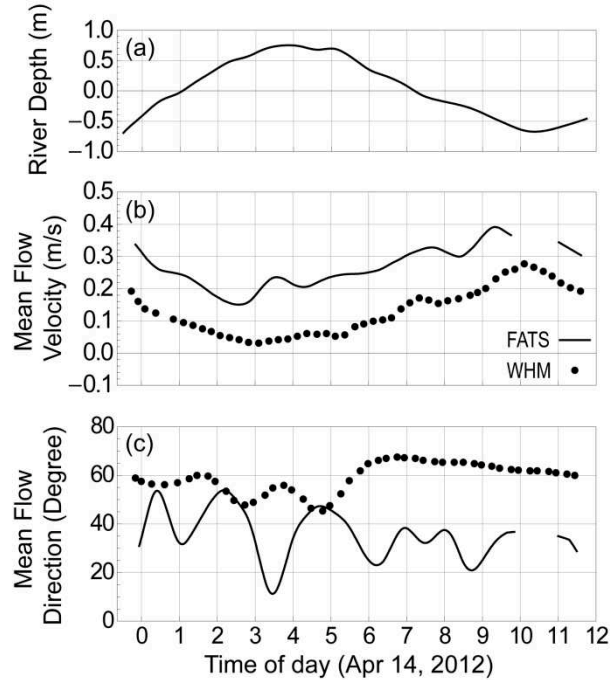 (a)
River Depth (m)
1.0
0.5
0.0
−0.5
−1.0
(b)
Mean Flow
Velocity (m/s)
0.5
0.4
0.3
0.2
0.1
0.0
−0.1
FATS
WHM
(c)
Mean Flow
Direction (Degree)
80
60
40
20
0
0 1 2 3 4 5 6 7 8 9 10 11 12
Time of day (Apr 14, 2012)